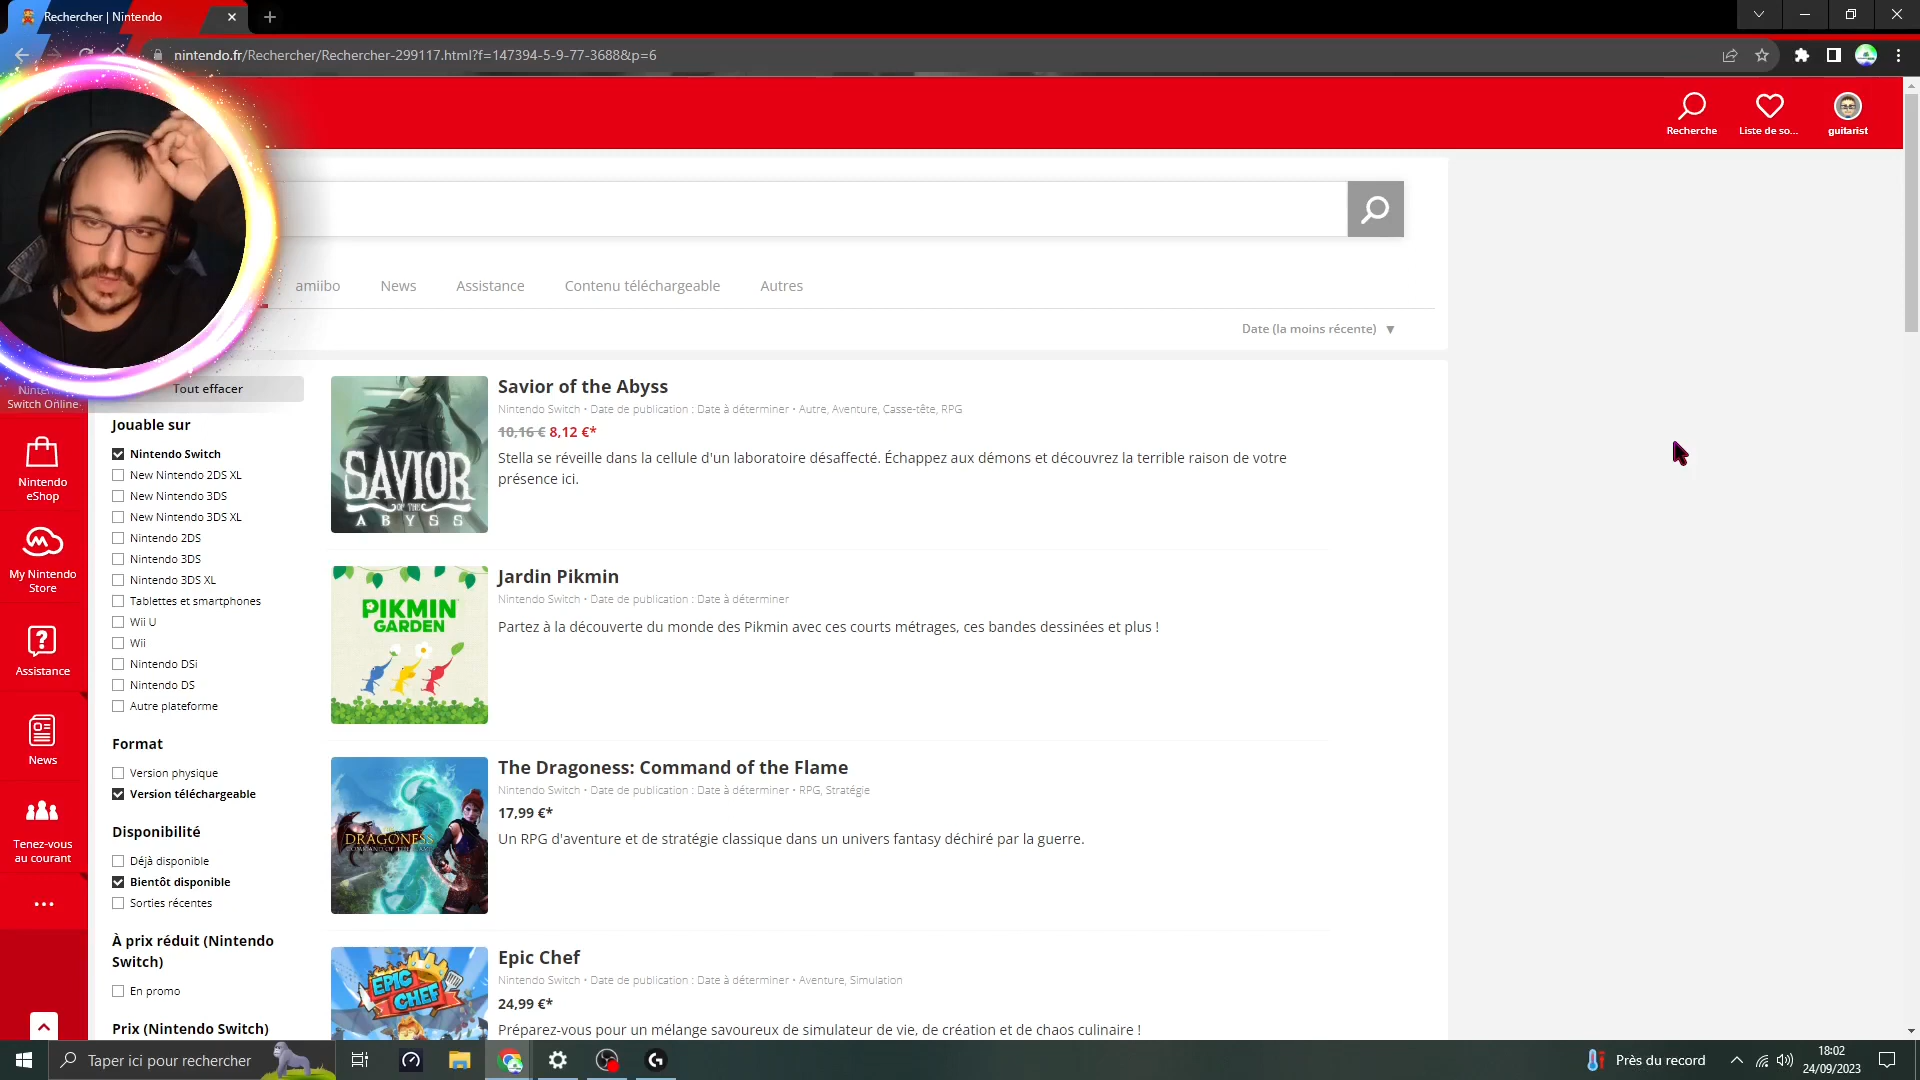 Rechercher | Nintendo
nintendo.fr/Rechercher/Rechercher-299117.html?f=147394-5-9-77-3688&p=6
Recherche
Liste de so...
guitarist
amiibo
News
Assistance
Contenu téléchargeable
Autres
Date (la moins récente) ▼
Switch Online
Nintendo
eShop
My Nintendo
Store
Assistance
News
Tenez-vous
au courant
Tout effacer
Jouable sur
Nintendo Switch
New Nintendo 2DS XL
New Nintendo 3DS
New Nintendo 3DS XL
Nintendo 2DS
Nintendo 3DS
Nintendo 3DS XL
Tablettes et smartphones
Wii U
Wii
Nintendo DSi
Nintendo DS
Autre plateforme
Format
Version physique
Version téléchargeable
Disponibilité
Déjà disponible
Bientôt disponible
Sorties récentes
À prix réduit (Nintendo
Switch)
En promo
Prix (Nintendo Switch)
SAVIOR
OF THE
ABYSS
Savior of the Abyss
Nintendo Switch • Date de publication : Date à déterminer • Autre, Aventure, Casse-tête, RPG
10,16 € 8,12 €*
Stella se réveille dans la cellule d'un laboratoire désaffecté. Échappez aux démons et découvrez la terrible raison de votre
présence ici.
PIKMIN
GARDEN
Jardin Pikmin
Nintendo Switch • Date de publication : Date à déterminer
Partez à la découverte du monde des Pikmin avec ces courts métrages, ces bandes dessinées et plus !
DRAGONESS
COMMAND OF THE FLAME
The Dragoness: Command of the Flame
Nintendo Switch • Date de publication : Date à déterminer • RPG, Stratégie
17,99 €*
Un RPG d'aventure et de stratégie classique dans un univers fantasy déchiré par la guerre.
EPIC
CHEF
Epic Chef
Nintendo Switch • Date de publication : Date à déterminer • Aventure, Simulation
24,99 €*
Préparez-vous pour un mélange savoureux de simulateur de vie, de création et de chaos culinaire !
Taper ici pour rechercher
Près du record
18:02
24/09/2023